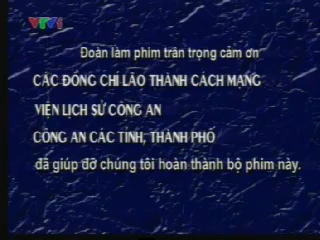 VTV1
Đoàn làm phim trân trọng cảm ơn
CÁC ĐỒNG CHÍ LÃO THÀNH CÁCH MẠNG
VIỆN LỊCH SỬ CÔNG AN
CÔNG AN CÁC TỈNH, THÀNH PHỐ
đã giúp đỡ chúng tôi hoàn thành bộ phim này.